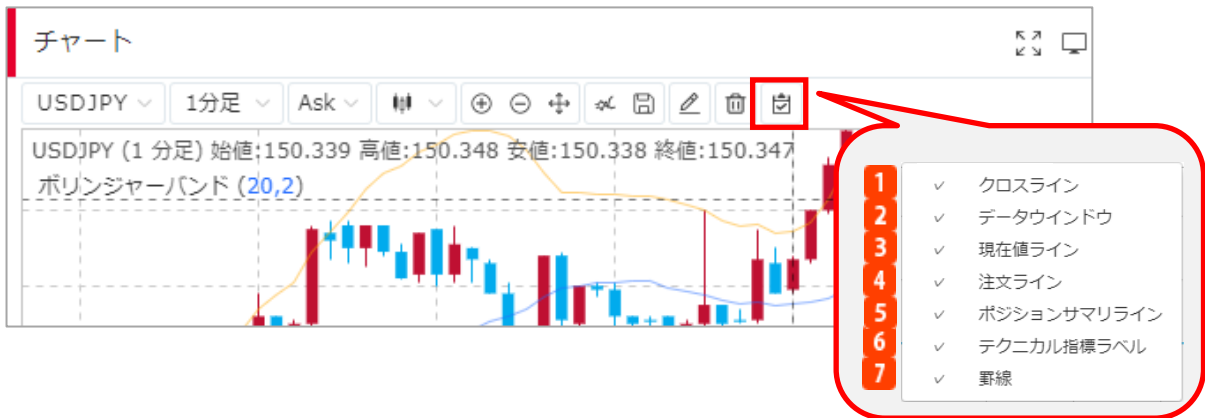 チャート
USDJPY 1分足 Ask
USDJPY (1 分足) 始値:150.339 高値:150.348 安値:150.338 終値:150.347
ボリンジャーバンド (20,2)
1 クロスライン
2 データウインドウ
3 現在値ライン
4 注文ライン
5 ポジションサマリライン
6 テクニカル指標ラベル
7 罫線